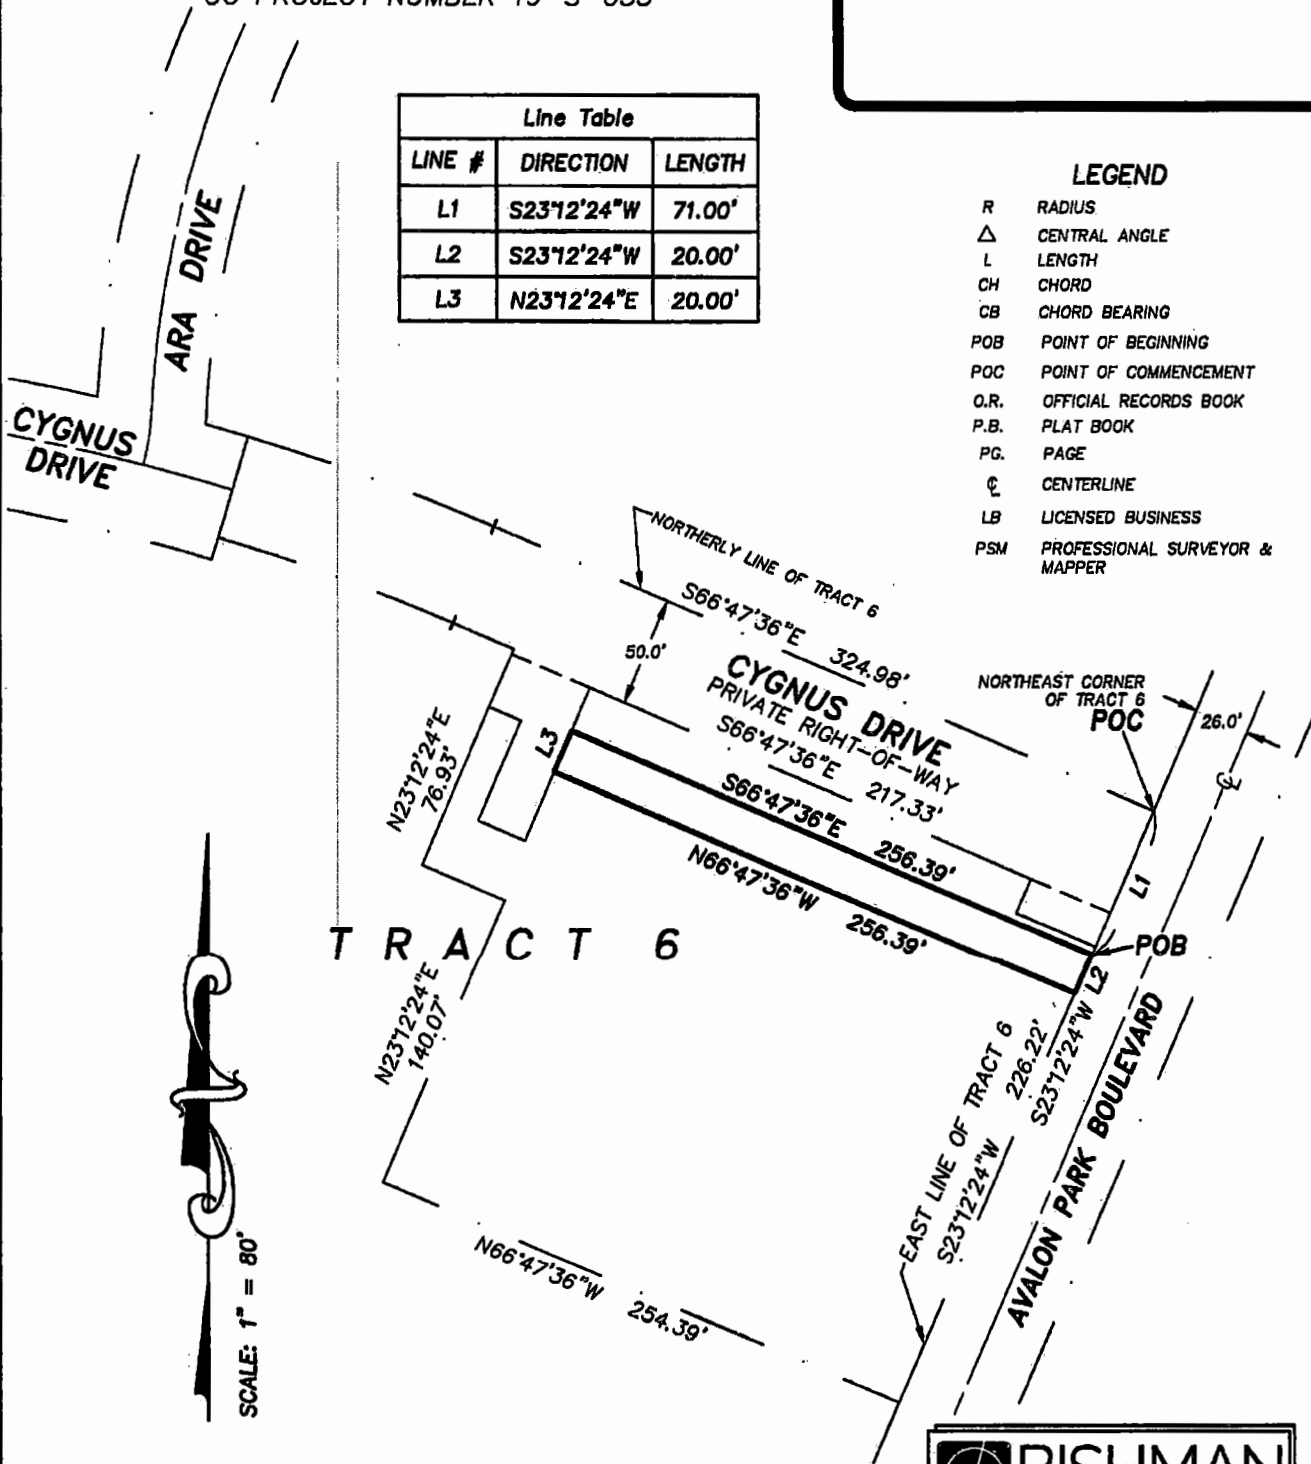 Line Table
LINE # DIRECTION LENGTH
L1 S23°12'24"W 71.00'
L2 S23°12'24"W 20.00'
L3 N23°12'24"E 20.00'
LEGEND
R RADIUS
△ CENTRAL ANGLE
L LENGTH
CH CHORD
CB CHORD BEARING
POB POINT OF BEGINNING
POC POINT OF COMMENCEMENT
O.R. OFFICIAL RECORDS BOOK
P.B. PLAT BOOK
PG. PAGE
℄ CENTERLINE
LB LICENSED BUSINESS
PSM PROFESSIONAL SURVEYOR &
MAPPER
ARA DRIVE
CYGNUS
DRIVE
NORTHERLY LINE OF TRACT 6
S66°47'36"E 324.98'
50.0'
CYGNUS DRIVE
PRIVATE RIGHT-OF-WAY
S66°47'36"E 217.33'
NORTHEAST CORNER
OF TRACT 6
POC
26.0'
℄
L3
S66°47'36"E 256.39'
N66°47'36"W 256.39'
L1
POB
L2
N23°12'24"E
76.93'
TRACT 6
N23°12'24"E
140.07'
226.22'
S23°12'24"W
EAST LINE OF TRACT 6
S23°12'24"W
AVALON PARK BOULEVARD
N66°47'36"W 254.39'
SCALE: 1" = 80'